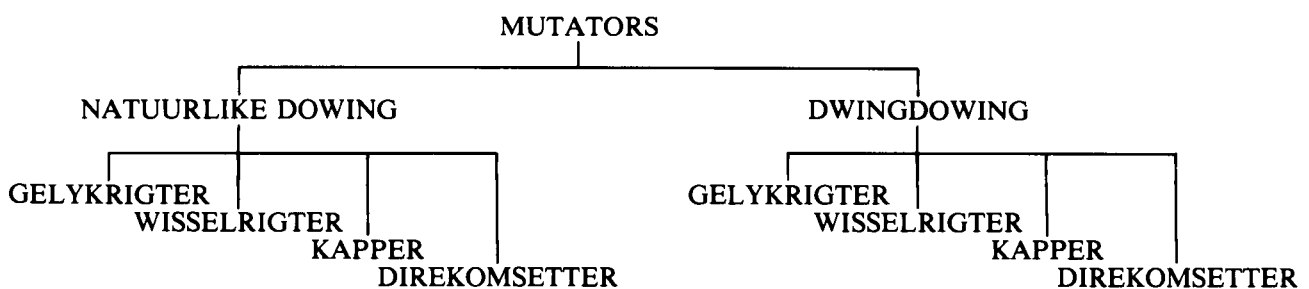 MUTATORS
NATUURLIKE DOWING
DWINGDOWING
GELYKRIGTER
WISSELRIGTER
KAPPER
DIREKOMSETTER
GELYKRIGTER
WISSELRIGTER
KAPPER
DIREKOMSETTER